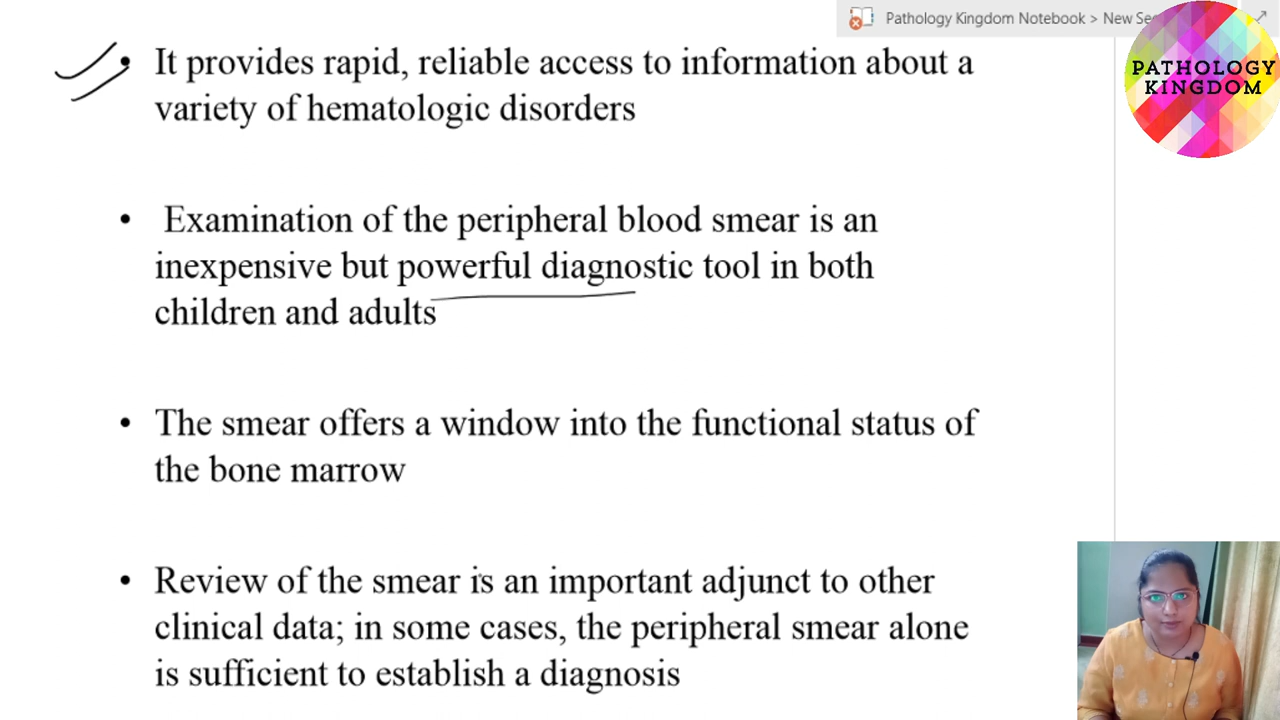 Pathology Kingdom Notebook > New Se
PATHOLOGY
KINGDOM
• It provides rapid, reliable access to information about a
variety of hematologic disorders
• Examination of the peripheral blood smear is an
inexpensive but powerful diagnostic tool in both
children and adults
• The smear offers a window into the functional status of
the bone marrow
• Review of the smear is an important adjunct to other
clinical data; in some cases, the peripheral smear alone
is sufficient to establish a diagnosis